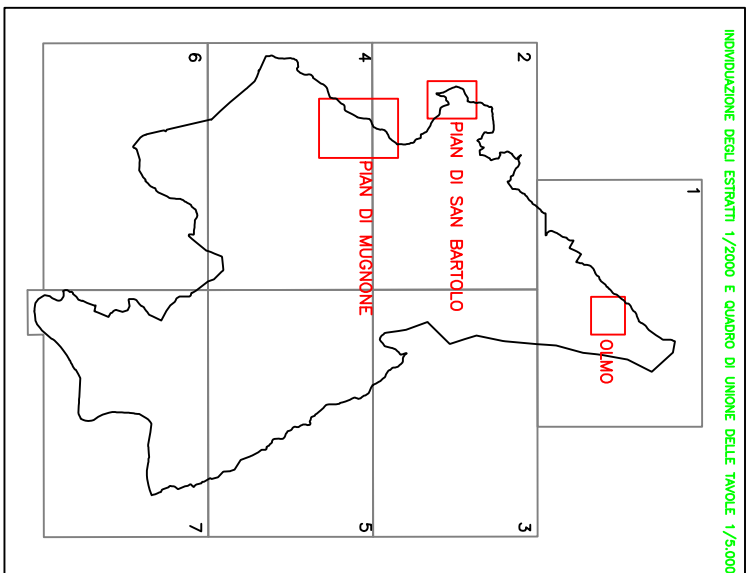 INDIVIDUAZIONE DEGLI ESTRATTI 1/2000 E QUADRO DI UNIONE DELLE TAVOLE 1/5.000
1
OLMO
2
3
PIAN DI SAN BARTOLO
4
5
PIAN DI MUGNONE
6
7